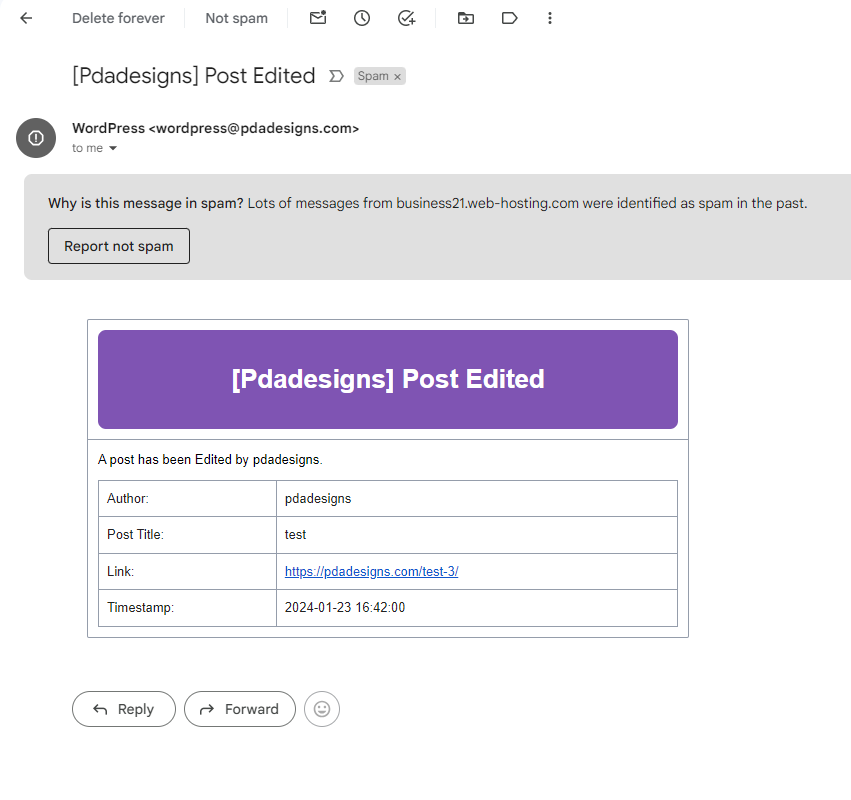 Delete forever Not spam
[Pdadesigns] Post Edited Spam ×
WordPress <wordpress@pdadesigns.com>
to me
Why is this message in spam? Lots of messages from business21.web-hosting.com were identified as spam in the past.
Report not spam
[Pdadesigns] Post Edited
A post has been Edited by pdadesigns.
Author: pdadesigns
Post Title: test
Link: https://pdadesigns.com/test-3/
Timestamp: 2024-01-23 16:42:00
Reply Forward